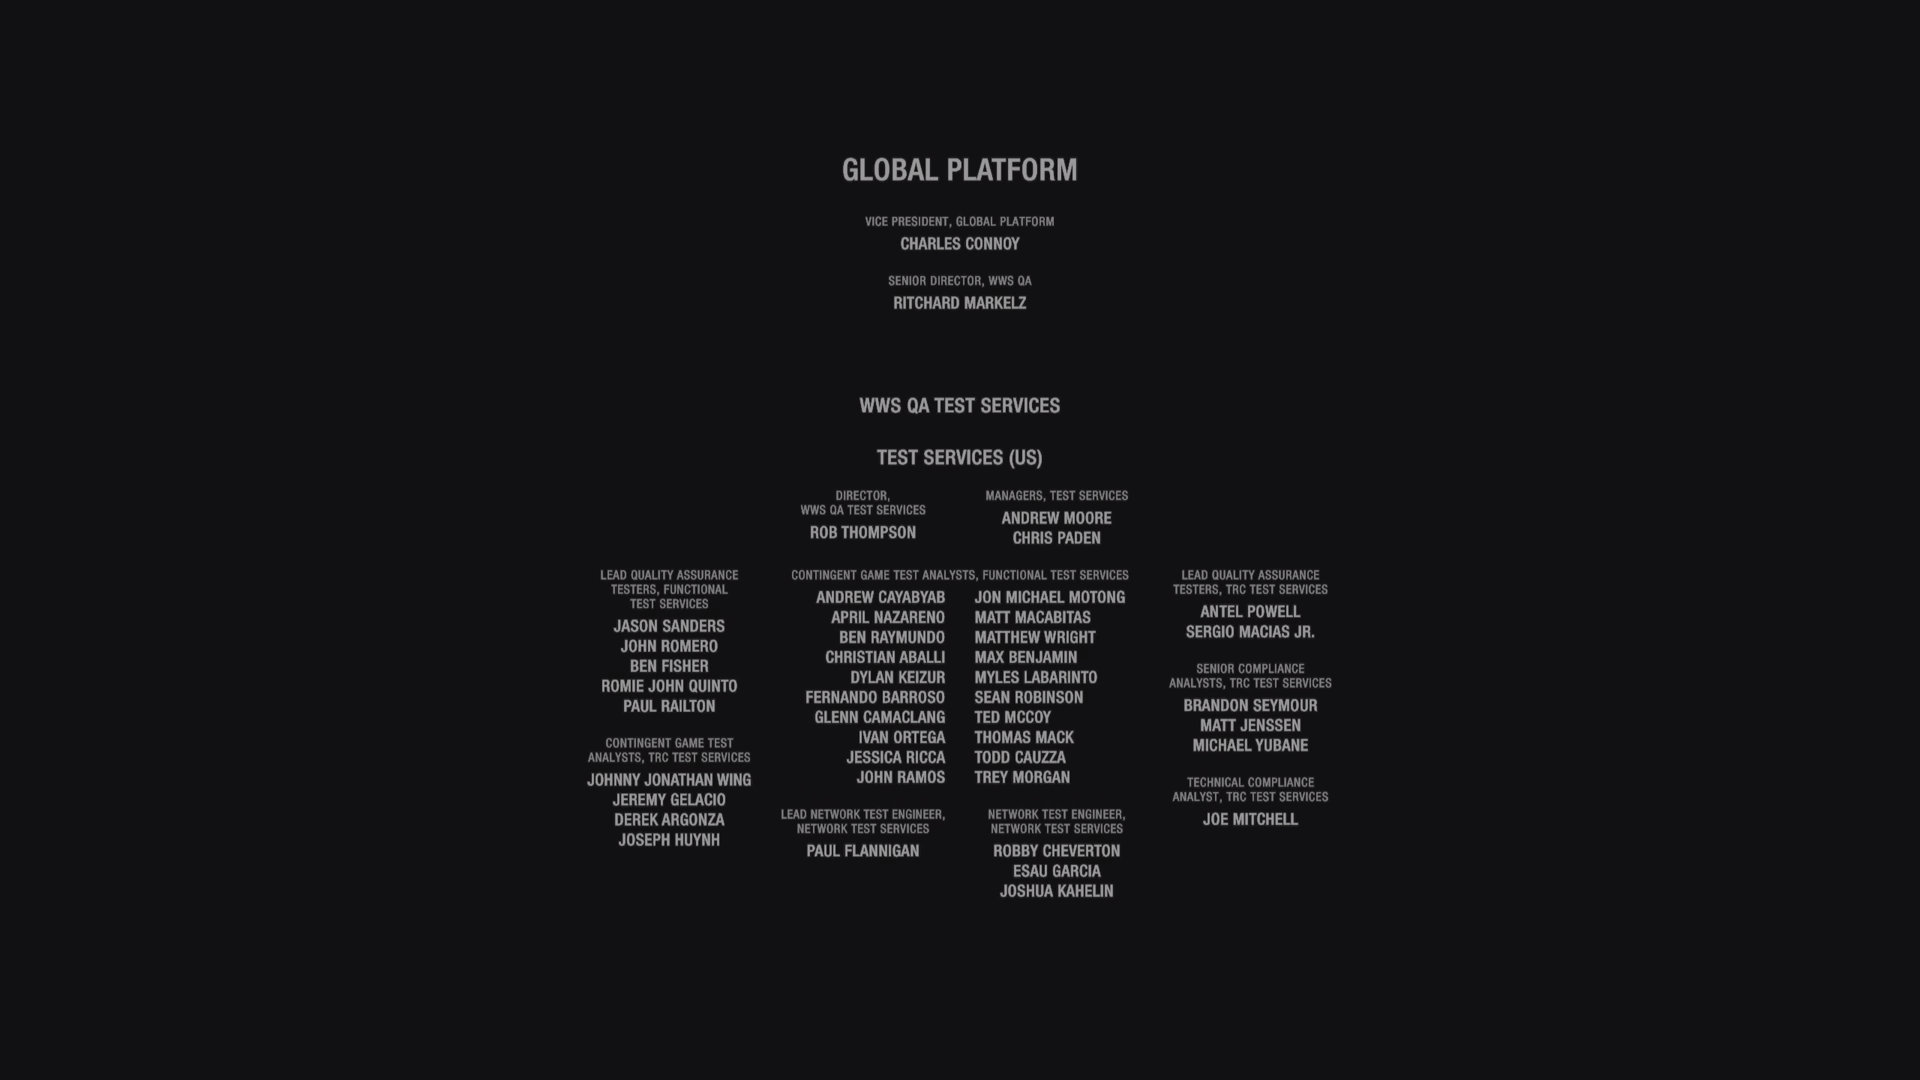 GLOBAL PLATFORM
VICE PRESIDENT, GLOBAL PLATFORM
CHARLES CONNOY
SENIOR DIRECTOR, WWS QA
RITCHARD MARKELZ
WWS QA TEST SERVICES
TEST SERVICES (US)
DIRECTOR,
WWS QA TEST SERVICES
ROB THOMPSON
MANAGERS, TEST SERVICES
ANDREW MOORE
CHRIS PADEN
LEAD QUALITY ASSURANCE
TESTERS, FUNCTIONAL
TEST SERVICES
JASON SANDERS
JOHN ROMERO
BEN FISHER
ROMIE JOHN QUINTO
PAUL RAILTON
CONTINGENT GAME TEST
ANALYSTS, TRC TEST SERVICES
JOHNNY JONATHAN WING
JEREMY GELACIO
DEREK ARGONZA
JOSEPH HUYNH
CONTINGENT GAME TEST ANALYSTS, FUNCTIONAL TEST SERVICES
ANDREW CAYABYAB
APRIL NAZARENO
BEN RAYMUNDO
CHRISTIAN ABALLI
DYLAN KEIZUR
FERNANDO BARROSO
GLENN CAMACLANG
IVAN ORTEGA
JESSICA RICCA
JOHN RAMOS
JON MICHAEL MOTONG
MATT MACABITAS
MATTHEW WRIGHT
MAX BENJAMIN
MYLES LABARINTO
SEAN ROBINSON
TED MCCOY
THOMAS MACK
TODD CAUZZA
TREY MORGAN
LEAD NETWORK TEST ENGINEER,
NETWORK TEST SERVICES
PAUL FLANNIGAN
NETWORK TEST ENGINEER,
NETWORK TEST SERVICES
ROBBY CHEVERTON
ESAU GARCIA
JOSHUA KAHELIN
LEAD QUALITY ASSURANCE
TESTERS, TRC TEST SERVICES
ANTEL POWELL
SERGIO MACIAS JR.
SENIOR COMPLIANCE
ANALYSTS, TRC TEST SERVICES
BRANDON SEYMOUR
MATT JENSSEN
MICHAEL YUBANE
TECHNICAL COMPLIANCE
ANALYST, TRC TEST SERVICES
JOE MITCHELL